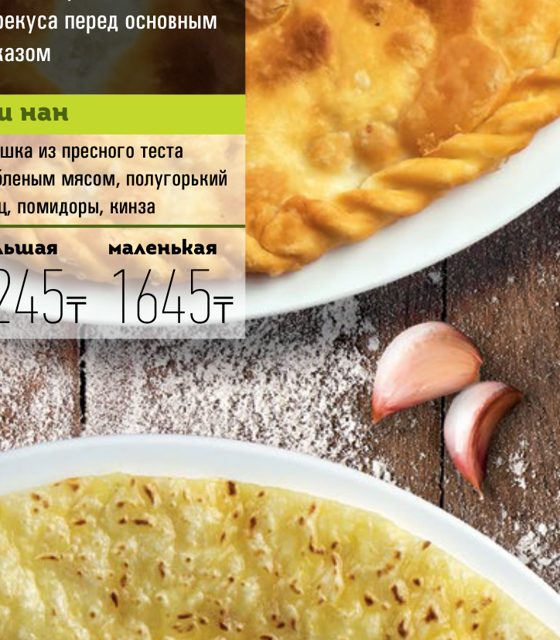 рекуса перед основным
казом
и нан
шка из пресного теста
бленым мясом, полугорький
ц, помидоры, кинза
льшая маленькая
245₸ 1645₸